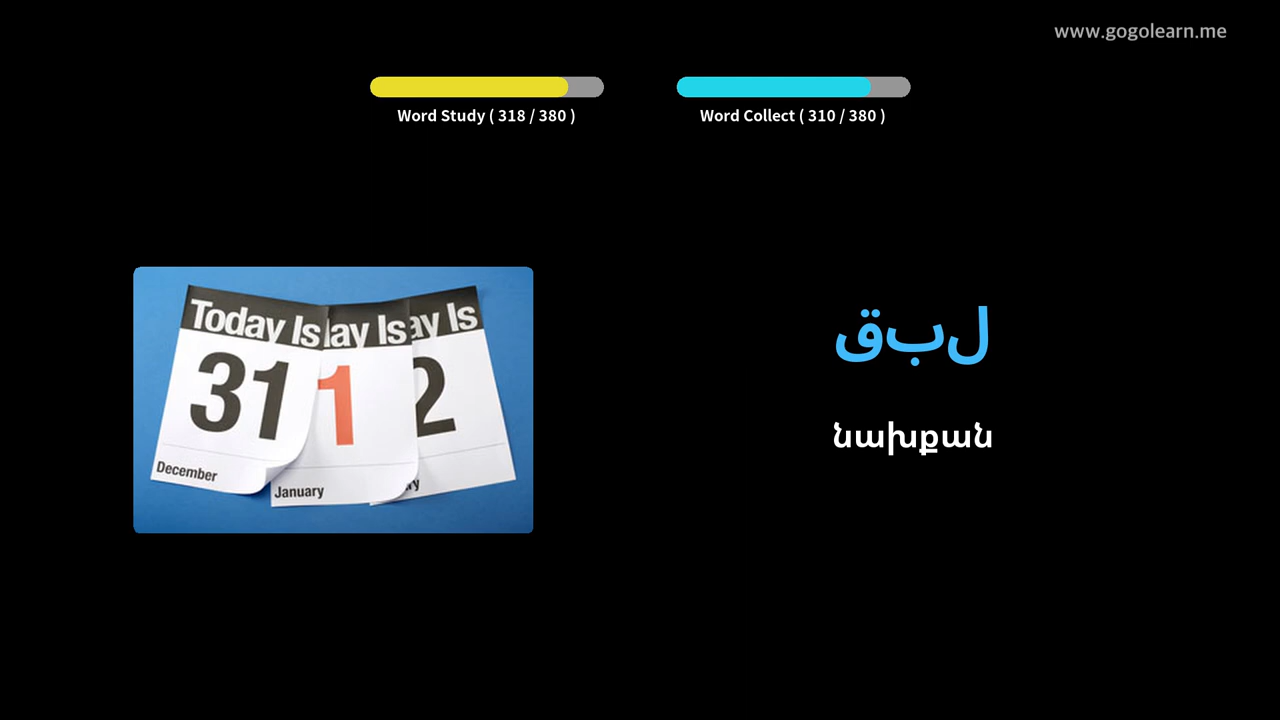 www.gogolearn.me
Word Study ( 318 / 380 )
Word Collect ( 310 / 380 )
Today Is
ay Is
ay Is
31
1
2
December
January
ry
قبل
նախքան